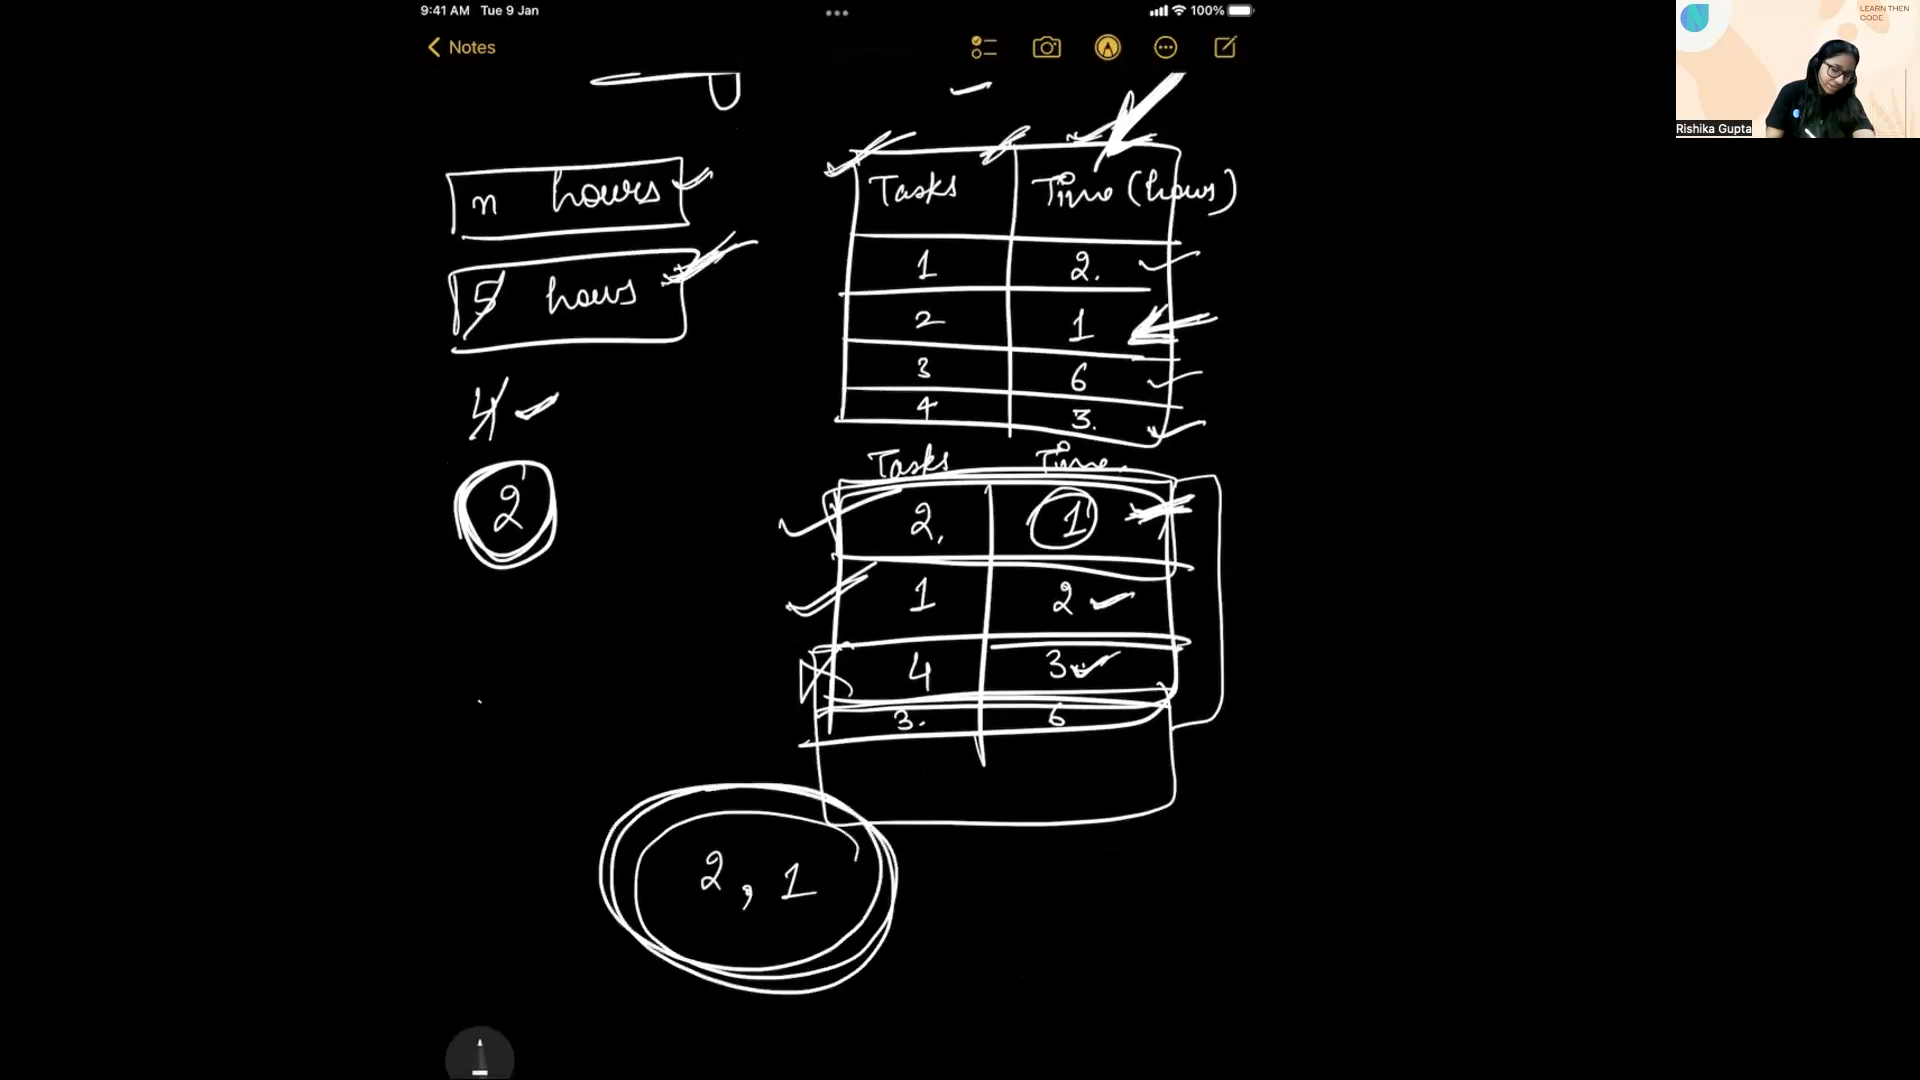 9:41 AM Tue 9 Jan
100%
Notes
LEARN THEN
CODE
Rishika Gupta
n hours
5 hours
4
2
Tasks Time (hours)
1 2.
2 1
3 6
4 3.
Tasks Time.
2. 1
1 2
4 3
3. 6
2, 1